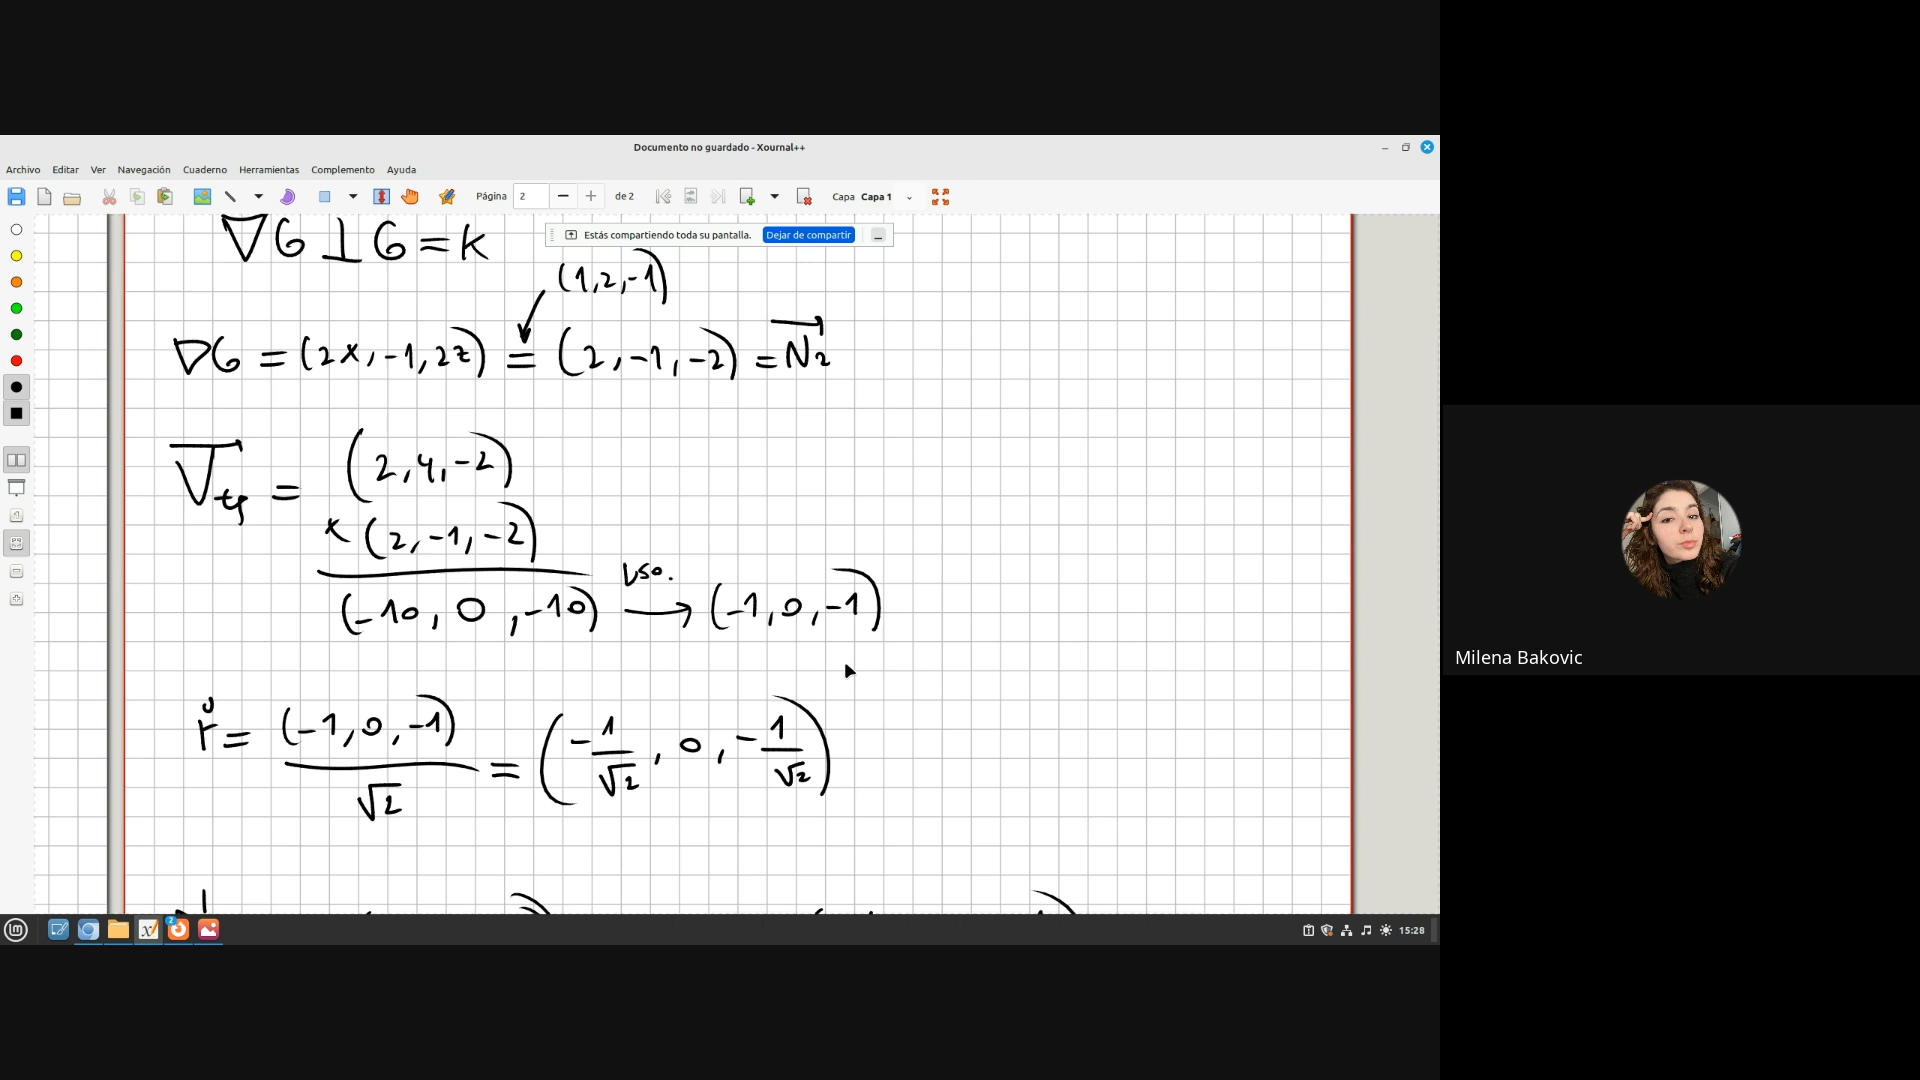 Documento no guardado - Xournal++
Archivo Editar Ver Navegación Cuaderno Herramientas Complemento Ayuda
Página 2 de 2 Capa Capa 1
Estás compartiendo toda su pantalla. Dejar de compartir
∇G ⊥ G = K
(1,2,-1)
∇G = (2x, -1, 2z) = (2, -1, -2) = N₂
V tg = (2,4,-2)
x (2,-1,-2)
(-10, 0, -10) uso. → (-1,0,-1)
r̆ = (-1,0,-1) / √2 = (-1/√2, 0, -1/√2)
Milena Bakovic
2
15:28